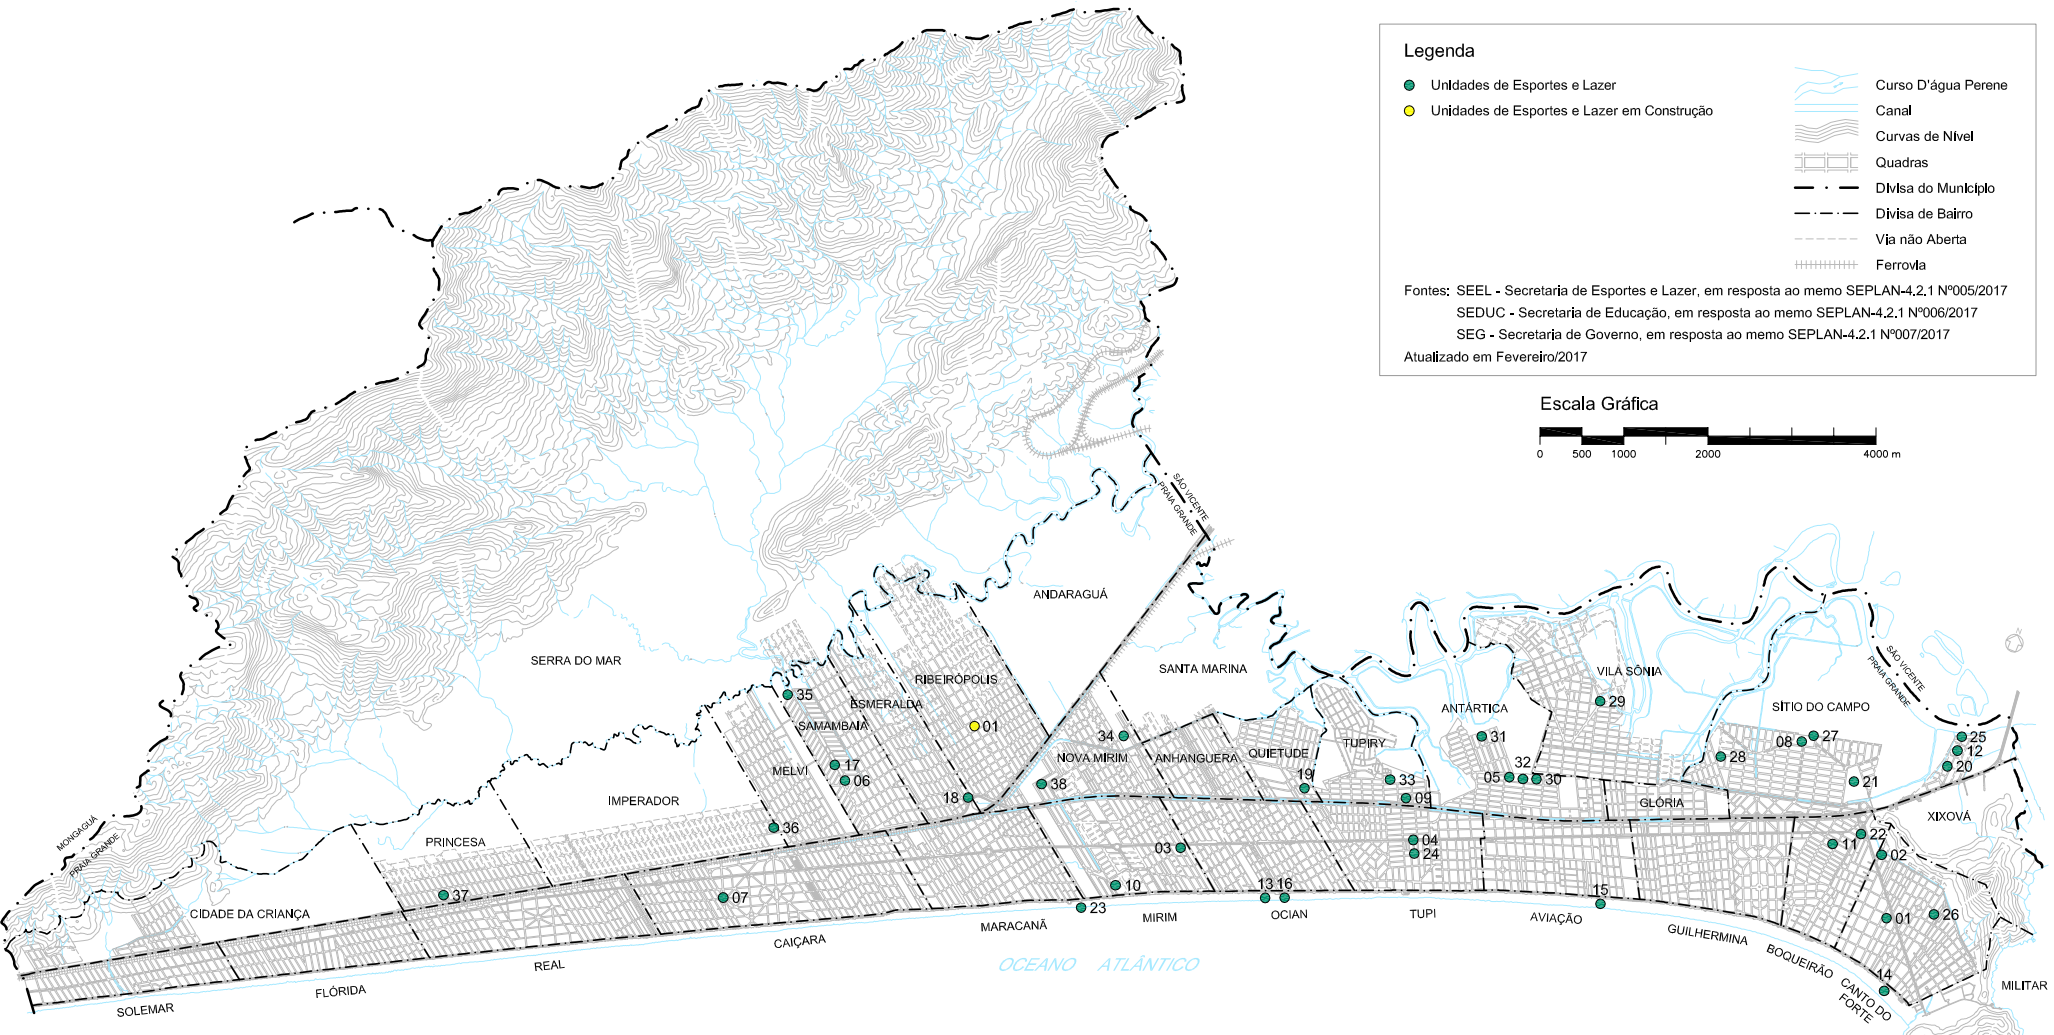 Legenda
Unidades de Esportes e Lazer
Unidades de Esportes e Lazer em Construção
Curso D'água Perene
Canal
Curvas de Nível
Quadras
Divisa do Município
Divisa de Bairro
Via não Aberta
Ferrovia
Fontes: SEEL - Secretaria de Esportes e Lazer, em resposta ao memo SEPLAN-4.2.1 Nº005/2017
SEDUC - Secretaria de Educação, em resposta ao memo SEPLAN-4.2.1 Nº006/2017
SEG - Secretaria de Governo, em resposta ao memo SEPLAN-4.2.1 Nº007/2017
Atualizado em Fevereiro/2017
Escala Gráfica
0 500 1000 2000 4000 m
SÃO VICENTE
PRAIA GRANDE
ANDARAGUÁ
SERRA DO MAR
SANTA MARINA
RIBEIRÓPOLIS
ESMERALDA
SAMAMBAIA
MELVI
IMPERADOR
PRINCESA
CIDADE DA CRIANÇA
MONGAGUÁ
PRAIA GRANDE
NOVA MIRIM
ANHANGUERA
QUIETUDE
TUPIRY
ANTÁRTICA
VILA SÔNIA
SÍTIO DO CAMPO
SÃO VICENTE
PRAIA GRANDE
GLÓRIA
XIXOVÁ
35
01
17
06
18
36
37
07
34
38
19
33
09
03
04
24
10
23
13 16
31
32
05
30
29
28
08
27
21
25
12
20
22
11
02
01
26
15
14
SOLEMAR
FLÓRIDA
REAL
CAIÇARA
MARACANÃ
MIRIM
OCIAN
TUPI
AVIAÇÃO
GUILHERMINA
BOQUEIRÃO
CANTO DO
FORTE
MILITAR
OCEANO ATLÂNTICO